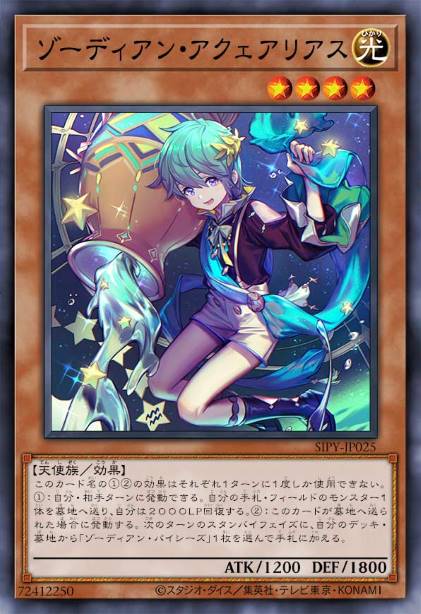 ゾーディアン・アクェアリアス
光
SIPY-JP025
【天使族／効果】
このカード名の①②の効果はそれぞれ1ターンに1度しか使用できない。
①：自分・相手ターンに発動できる。自分の手札・フィールドのモンスター1
体を墓地へ送り、自分は2000LP回復する。②：このカードが墓地へ送
られた場合に発動する。次のターンのスタンバイフェイズに、自分のデッキ・
墓地から「ゾーディアン・パイレーズ」1枚を選んで手札に加える。
ATK/1200 DEF/1800
72412250 ©スタジオ・ダイス／集英社・テレビ東京・KONAMI